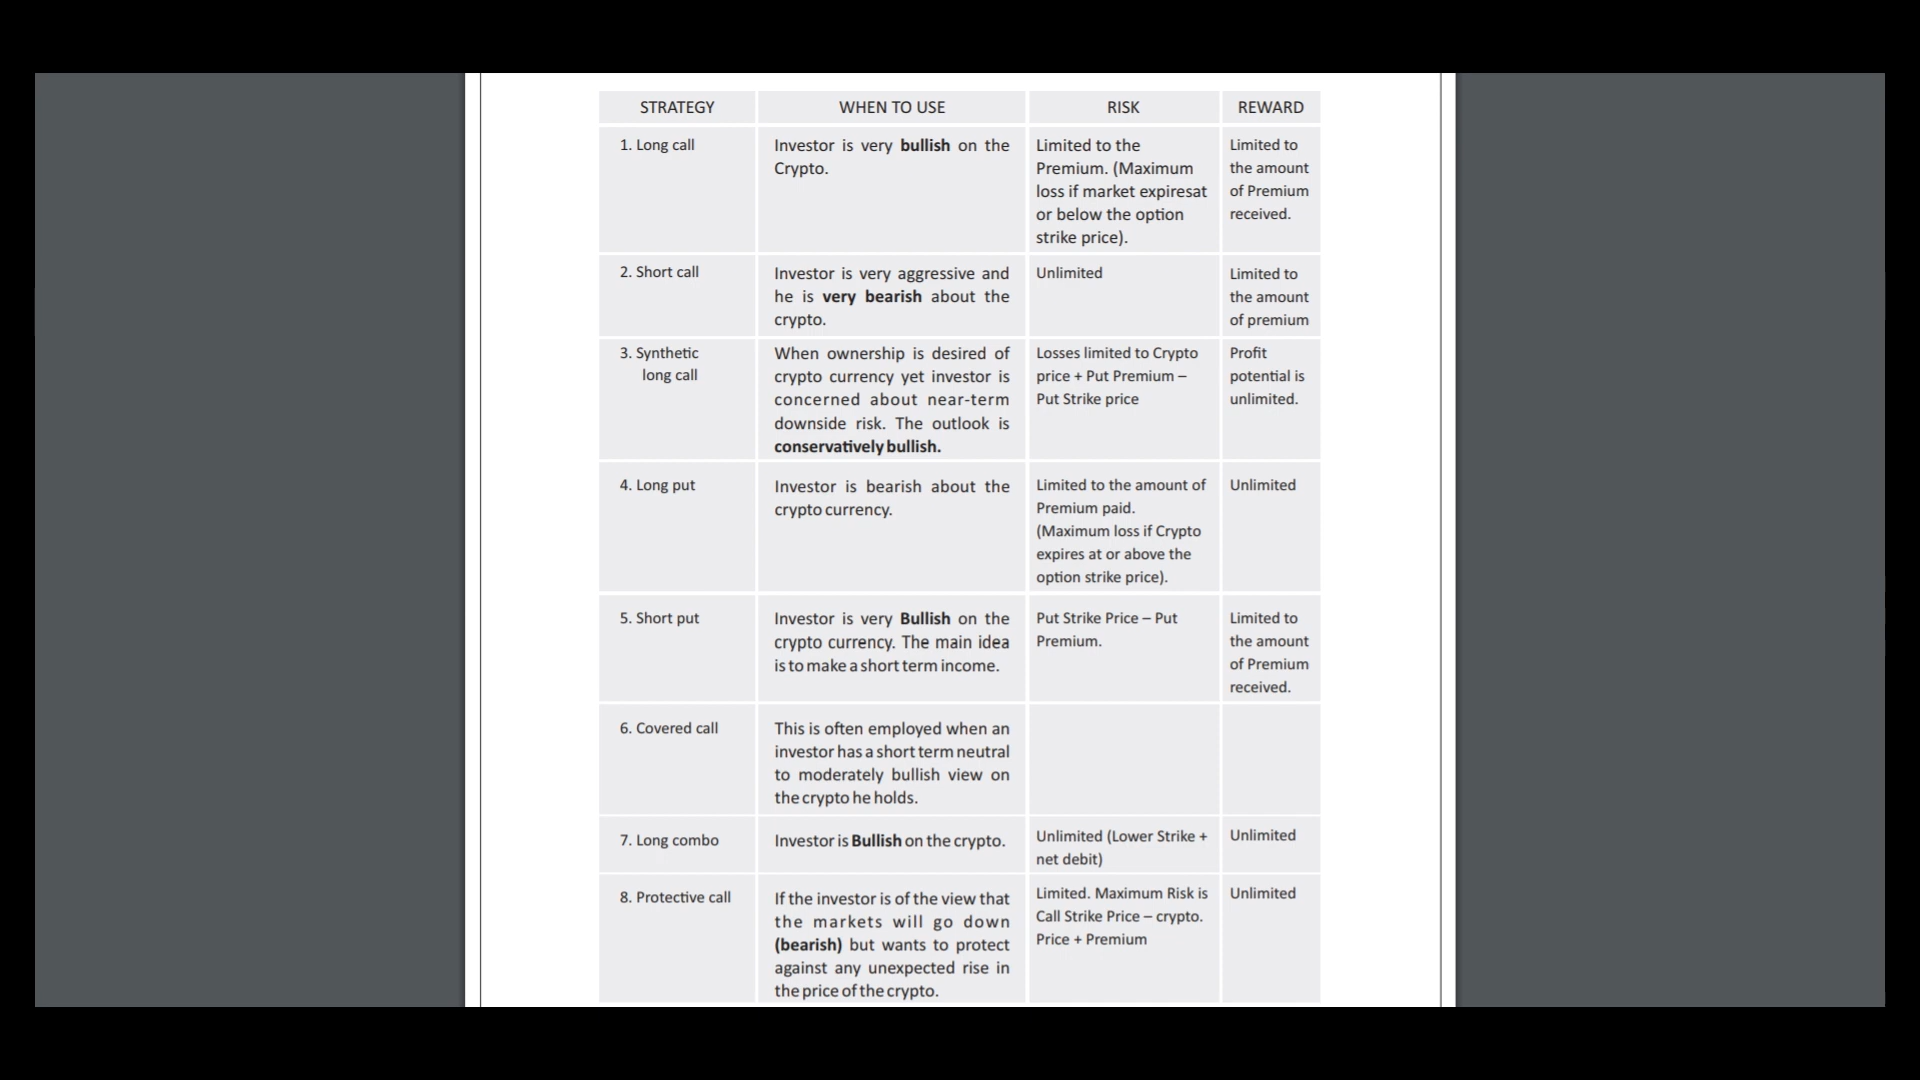 STRATEGY WHEN TO USE RISK REWARD
1. Long call
Investor is very bullish on the
Crypto.
Limited to the
Premium. (Maximum
loss if market expiresat
or below the option
strike price).
Limited to
the amount
of Premium
received.
2. Short call
Investor is very aggressive and
he is very bearish about the
crypto.
Unlimited
Limited to
the amount
of premium
3. Synthetic
long call
When ownership is desired of
crypto currency yet investor is
concerned about near-term
downside risk. The outlook is
conservatively bullish.
Losses limited to Crypto
price + Put Premium –
Put Strike price
Profit
potential is
unlimited.
4. Long put
Investor is bearish about the
crypto currency.
Limited to the amount of
Premium paid.
(Maximum loss if Crypto
expires at or above the
option strike price).
Unlimited
5. Short put
Investor is very Bullish on the
crypto currency. The main idea
is to make a short term income.
Put Strike Price – Put
Premium.
Limited to
the amount
of Premium
received.
6. Covered call
This is often employed when an
investor has a short term neutral
to moderately bullish view on
the crypto he holds.
7. Long combo
Investor is Bullish on the crypto.
Unlimited (Lower Strike +
net debit)
Unlimited
8. Protective call
If the investor is of the view that
the markets will go down
(bearish) but wants to protect
against any unexpected rise in
the price of the crypto.
Limited. Maximum Risk is
Call Strike Price – crypto.
Price + Premium
Unlimited